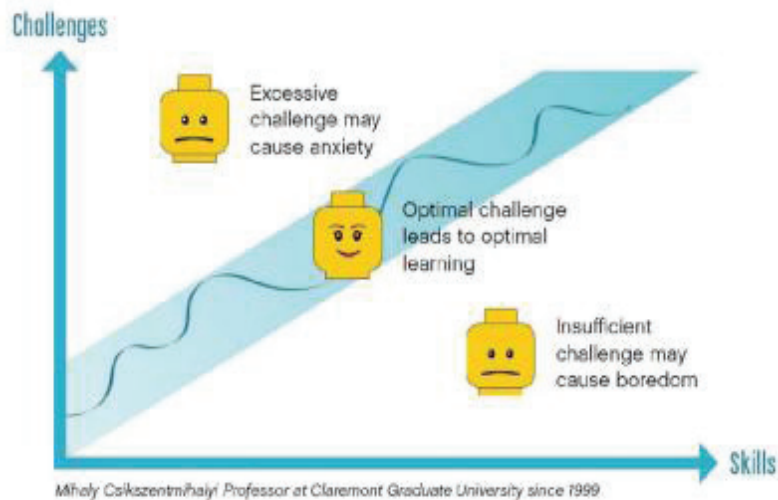 Challenges
Excessive
challenge may
cause anxiety
Optimal challenge
leads to optimal
learning
Insufficient
challenge may
cause boredom
Skills
Mihaly Csikszentmihalyi Professor at Claremont Graduate University since 1999